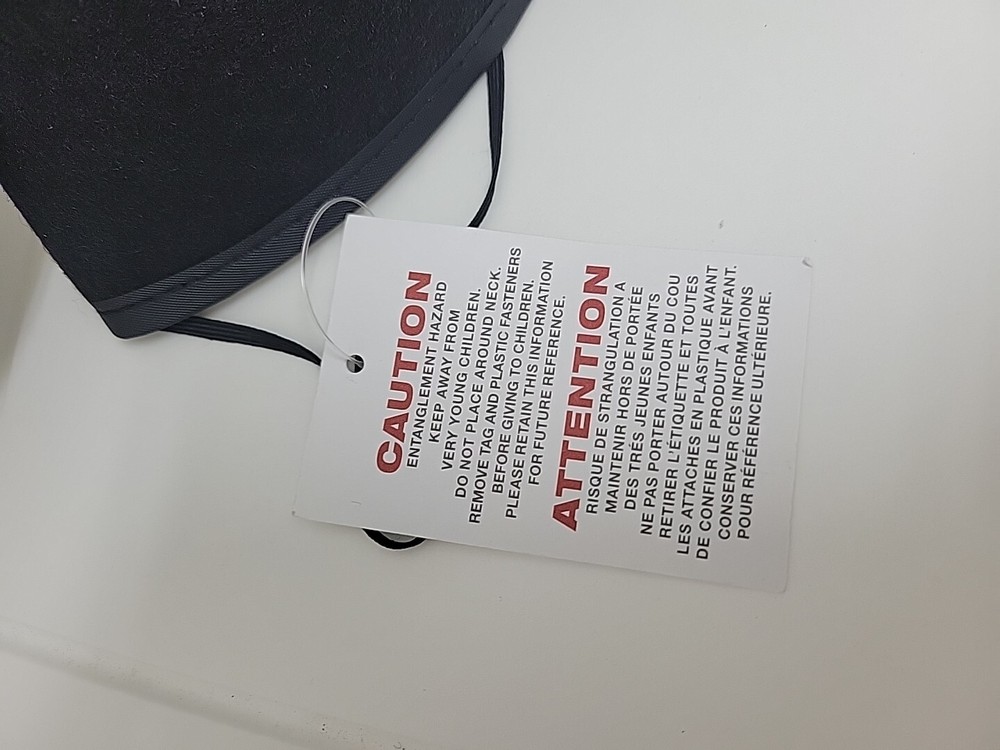 CAUTION
ENTANGLEMENT HAZARD
KEEP AWAY FROM
VERY YOUNG CHILDREN.
DO NOT PLACE AROUND NECK.
REMOVE TAG AND PLASTIC FASTENERS
BEFORE GIVING TO CHILDREN.
PLEASE RETAIN THIS INFORMATION
FOR FUTURE REFERENCE.
ATTENTION
RISQUE DE STRANGULATION A
MAINTENIR HORS DE PORTÉE
DES TRÉS JEUNES ENFANTS
NE PAS PORTER AUTOUR DU COU
RETIRER L'ÉTIQUETTE ET TOUTES
LES ATTACHES EN PLASTIQUE AVANT
DE CONFIER LE PRODUIT À L'ENFANT.
CONSERVER CES INFORMATIONS
POUR RÉFÉRENCE ULTÉRIEURE.